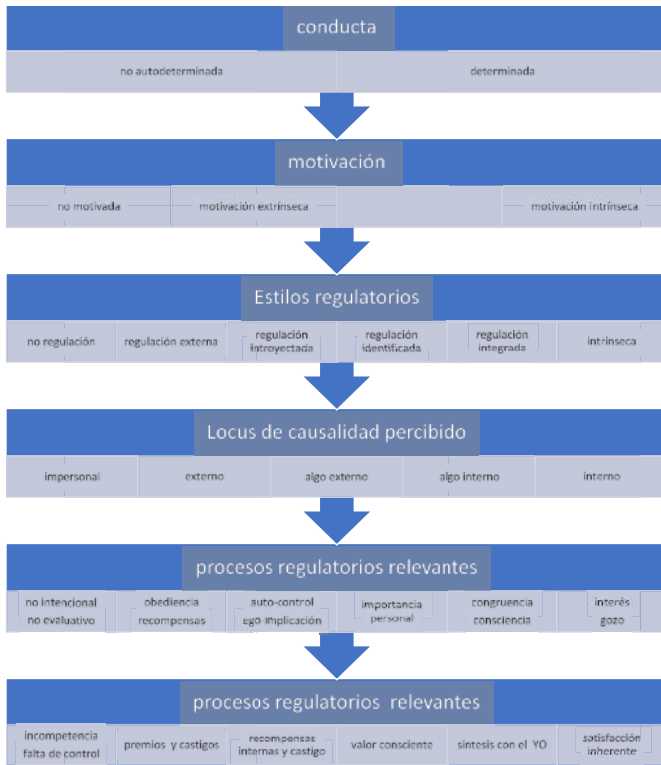 conducta
no autodeterminada determinada
motivación
no motivada motivación extrínseca motivación intrínseca
Estilos regulatorios
no regulación regulación externa regulación introyectada regulación identificada regulación integrada intrínseca
Locus de causalidad percibido
impersonal externo algo externo algo interno interno
procesos regulatorios relevantes
no intencional obediencia auto-control importancia congruencia interés
no evaluativo recompensas ego-implicación personal consciencia gozo
procesos regulatorios relevantes
incompetencia premios y castigos recompensas valor consciente sintesis con el YO satisfacción
falta de control internas y castigo inherente